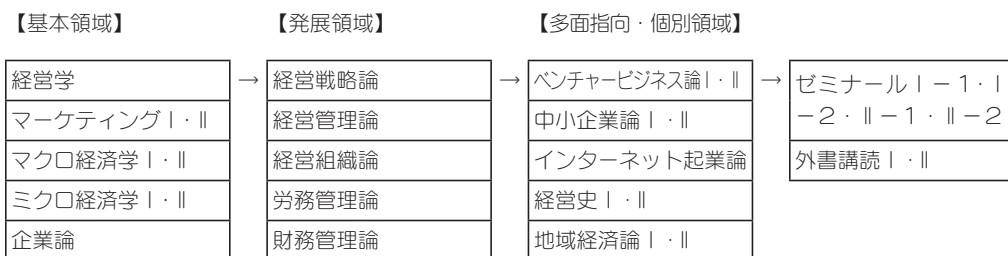 【基本領域】 【発展領域】 【多面指向・個別領域】
経営学 → 経営戦略論 → ベンチャービジネス論Ⅰ・Ⅱ → ゼミナールⅠ−1・Ⅰ
−2・Ⅱ−1・Ⅱ−2
マーケティングⅠ・Ⅱ 経営管理論 中小企業論Ⅰ・Ⅱ
マクロ経済学Ⅰ・Ⅱ 経営組織論 インターネット起業論 外書講読Ⅰ・Ⅱ
ミクロ経済学Ⅰ・Ⅱ 労務管理論 経営史Ⅰ・Ⅱ
企業論 財務管理論 地域経済論Ⅰ・Ⅱ